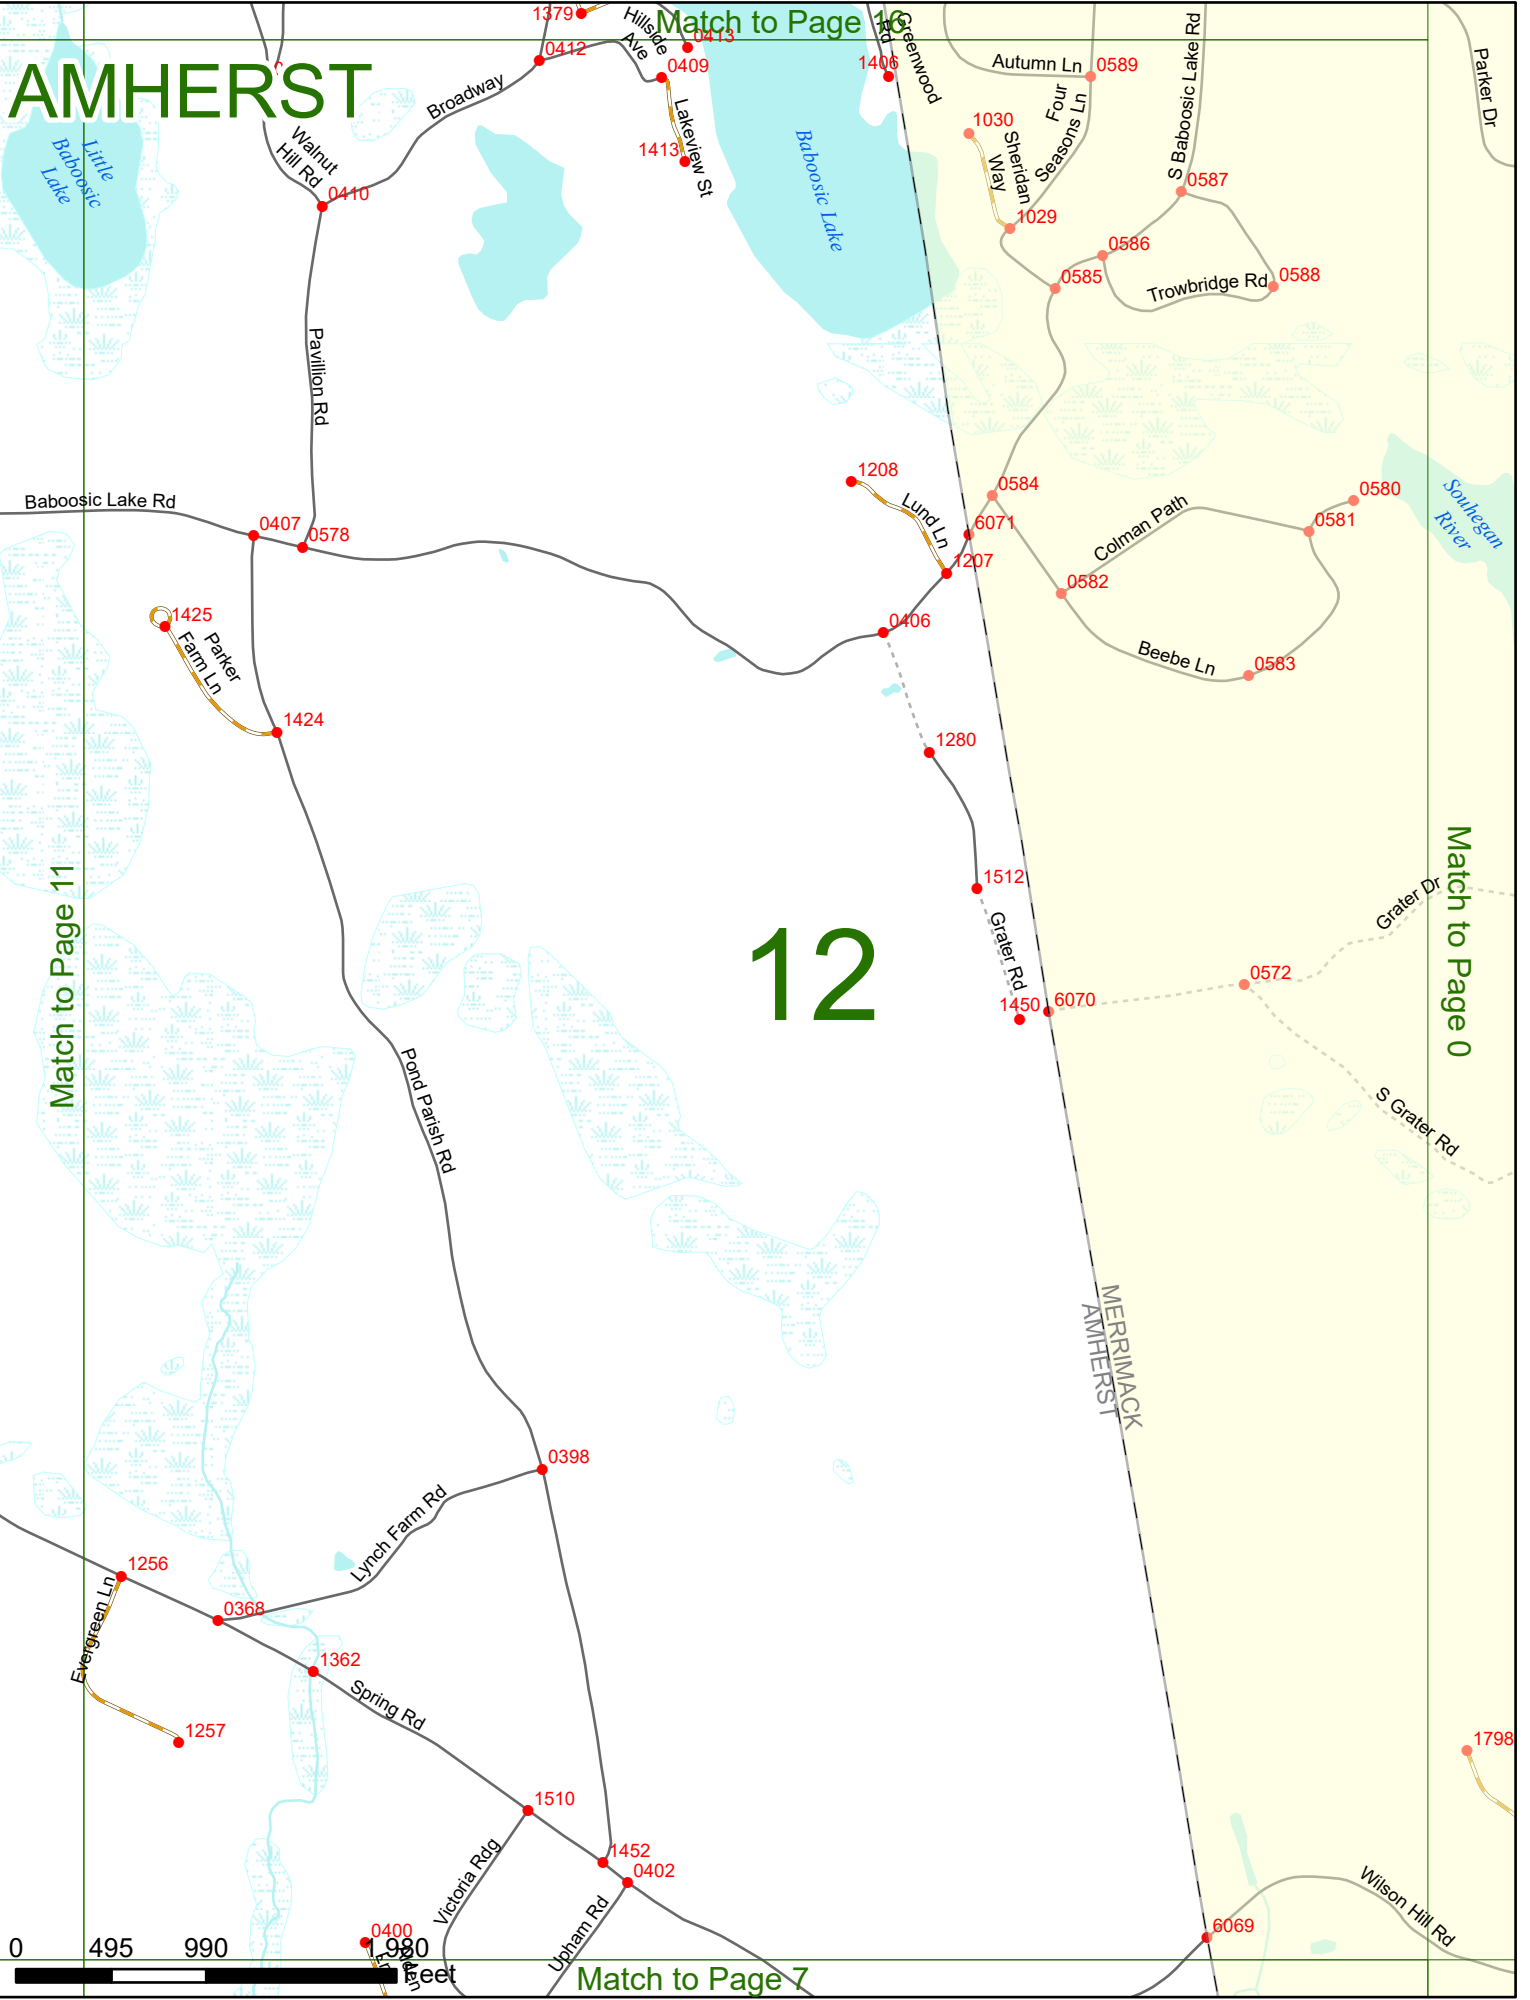 Match to Page 16
AMHERST
1379
Hillside
Ave
0413
0412
0409
Rd
Greenwood
1406
Autumn Ln
0589
S Baboosic Lake Rd
Parker Dr
Broadway
Lakeview St
1413
Walnut
Hill Rd
0410
Little
Baboosic
Lake
Baboosic Lake
1030
Sheridan
Way
Four
Seasons Ln
1029
0587
0586
0585
Trowbridge Rd
0588
Pavillion Rd
Baboosic Lake Rd
0407
0578
1208
Lund Ln
0584
6071
1207
0406
Colman Path
0580
0581
0582
Beebe Ln
0583
Souhegan
River
1425
Parker
Farm Ln
1424
1280
1512
Grater Rd
1450
6070
0572
Grater Dr
S Grater Rd
Match to Page 11
12
Match to Page 0
Pond Parish Rd
MERRIMACK
AMHERST
0398
Lynch Farm Rd
1256
Evergreen Ln
0368
1362
Spring Rd
1257
1510
Victoria Rdg
1452
0402
Upham Rd
1798
Wilson Hill Rd
6069
0400
Ln
0 495 990 1,980
Feet
Match to Page 7